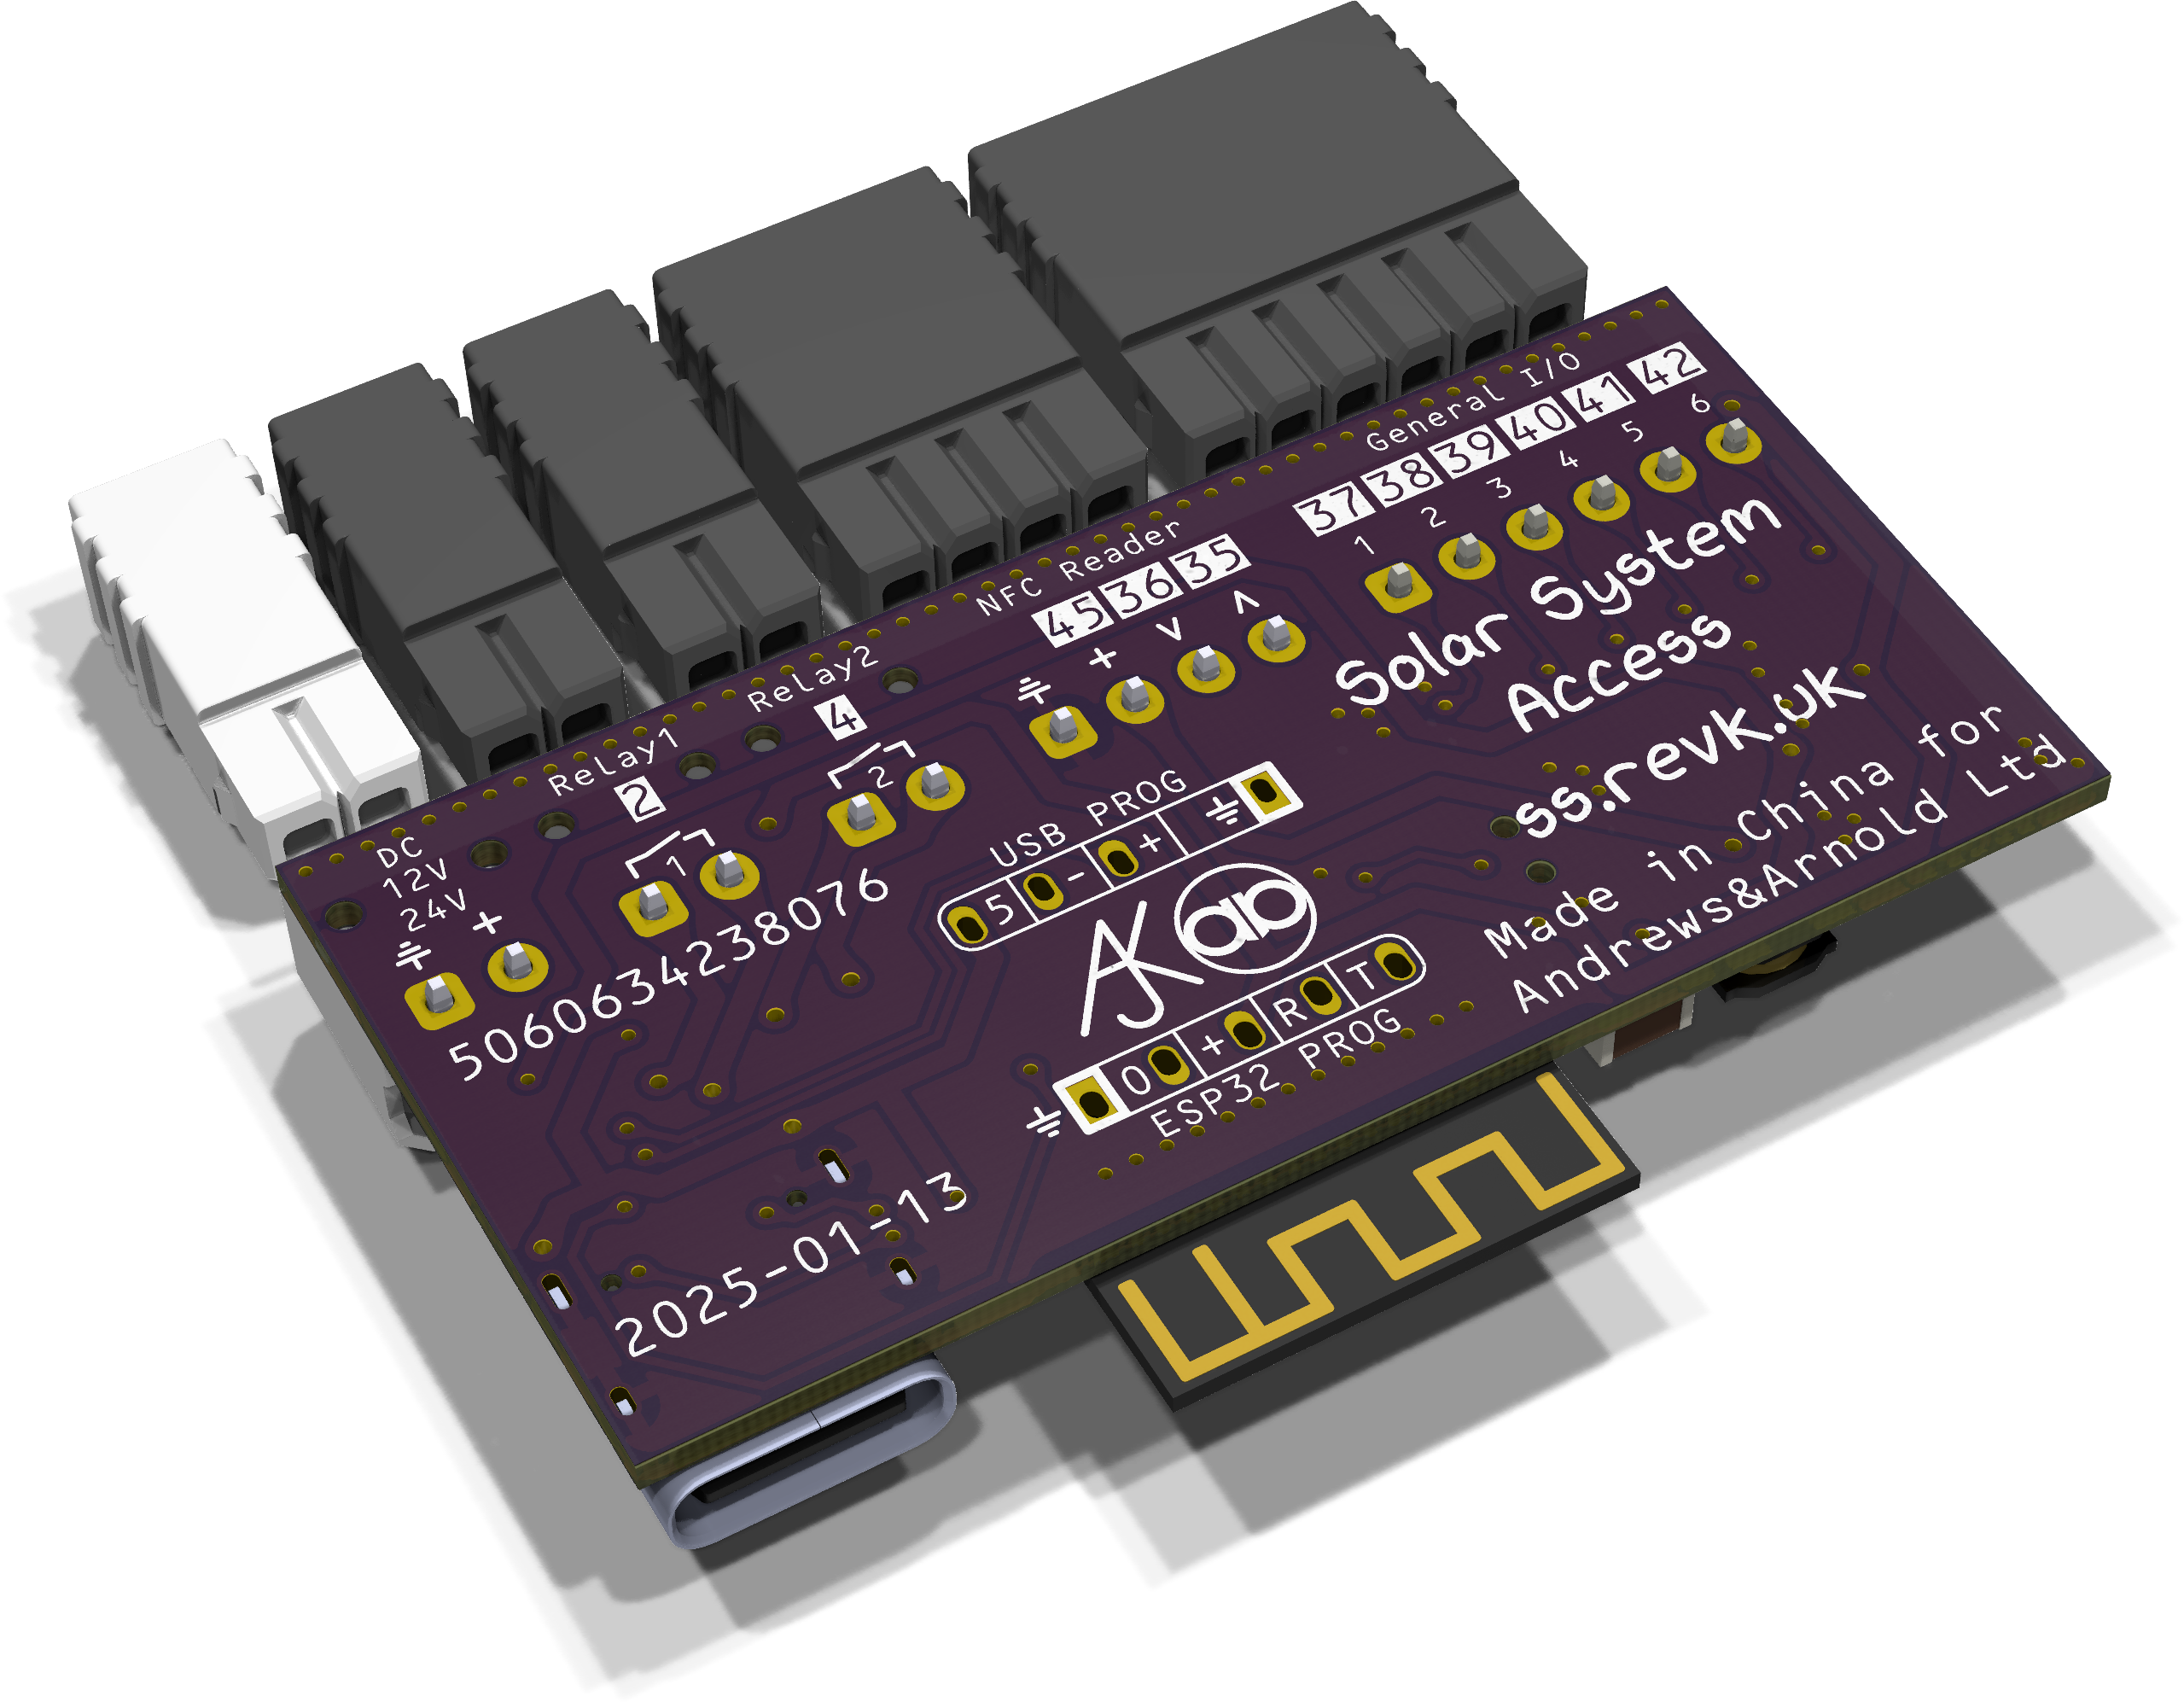 General I/O
37 38 39 40 41 42
1 2 3 4 5 6
NFC Reader
45 36 35
+ V Λ
Relay2
4
2
Relay1
2
1
DC
12V
24V
+
5060634238076
Solar System
Access
ss.revk.uk
Made in China for
Andrews&Arnold Ltd
USB PROG
5 - +
AJK aa
0 + R T
ESP32 PROG
2025-01-13